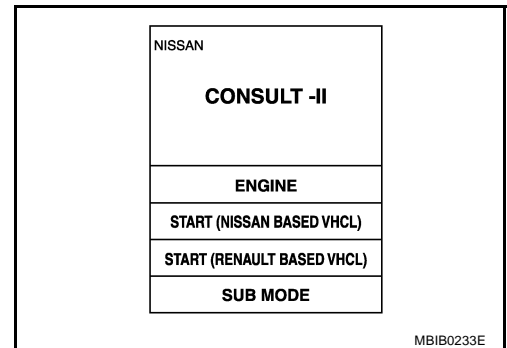 NISSAN
CONSULT -II
ENGINE
START (NISSAN BASED VHCL)
START (RENAULT BASED VHCL)
SUB MODE
MBIB0233E